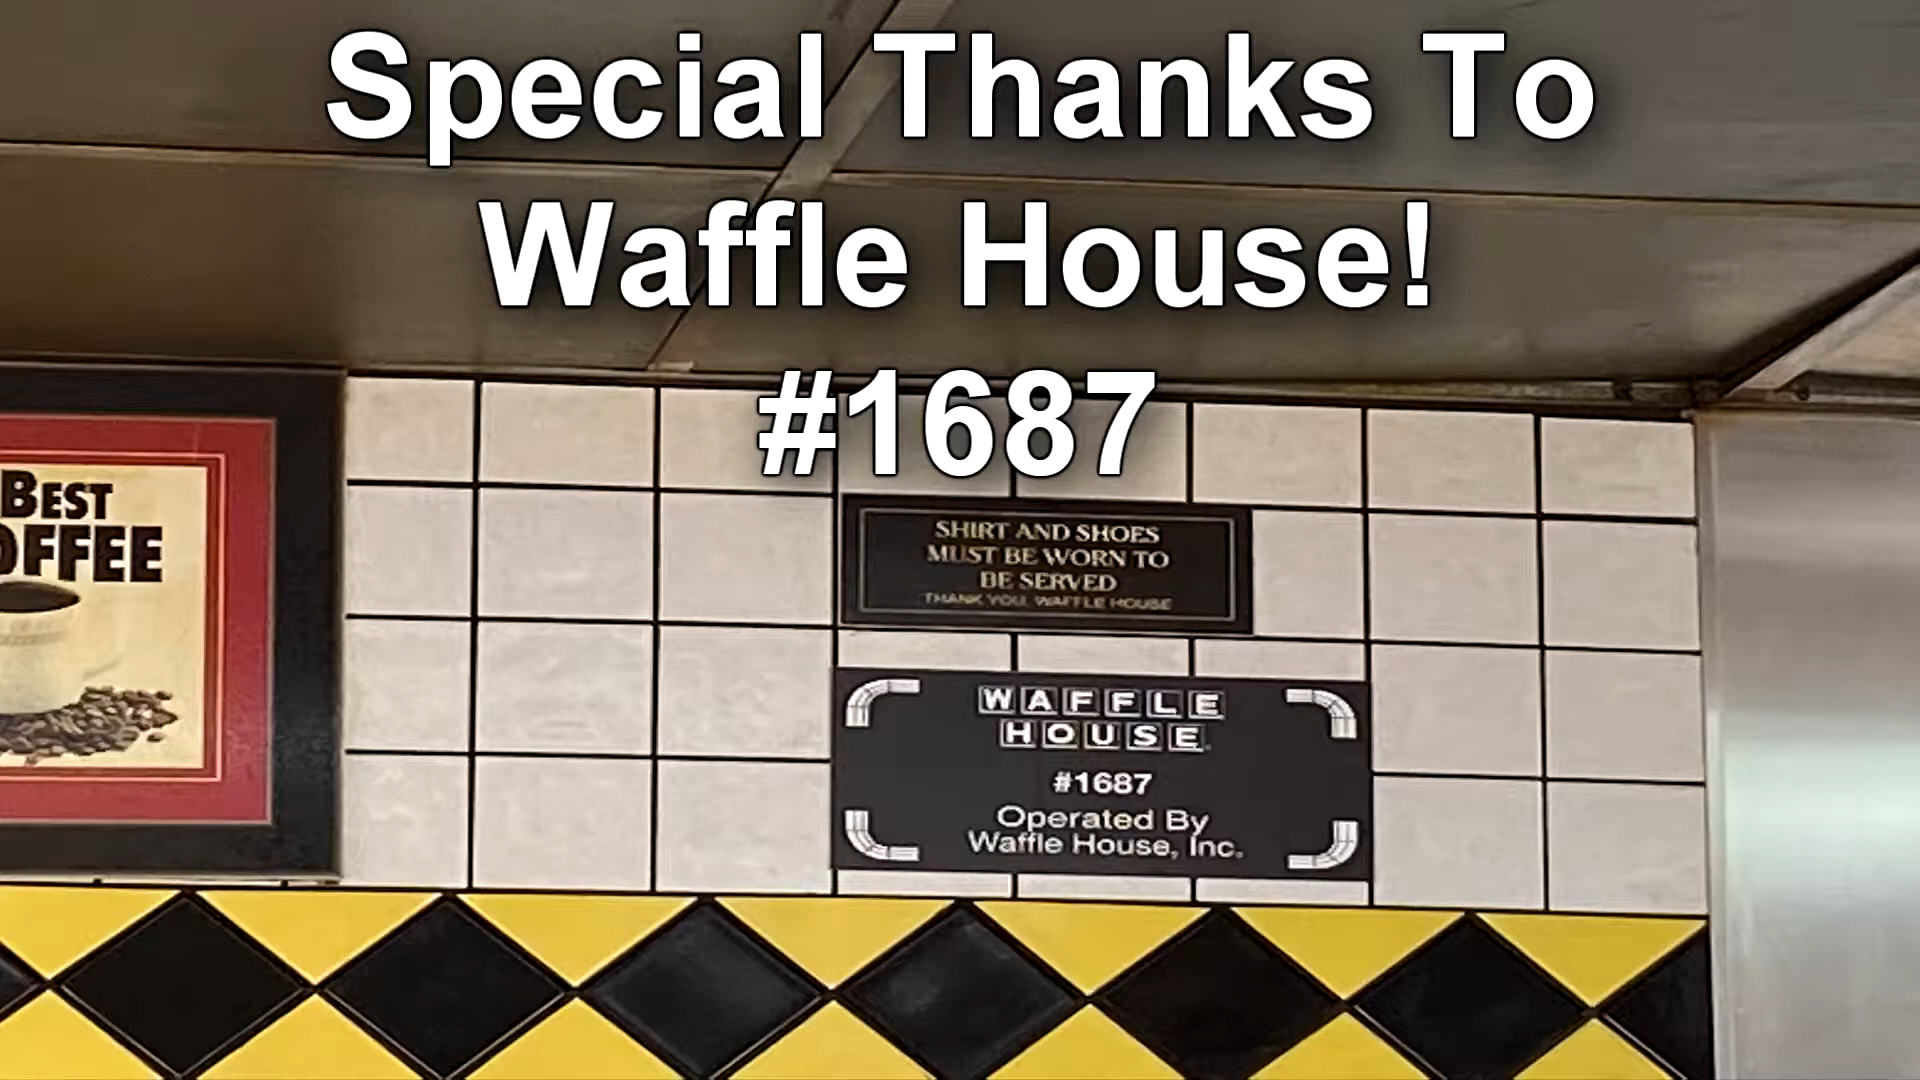 Special Thanks To
Waffle House!
#1687
BEST
OFFEE
SHIRT AND SHOES
MUST BE WORN TO
BE SERVED
THANK YOU, WAFFLE HOUSE
WAFFLE
HOUSE
#1687
Operated By
Waffle House, Inc.